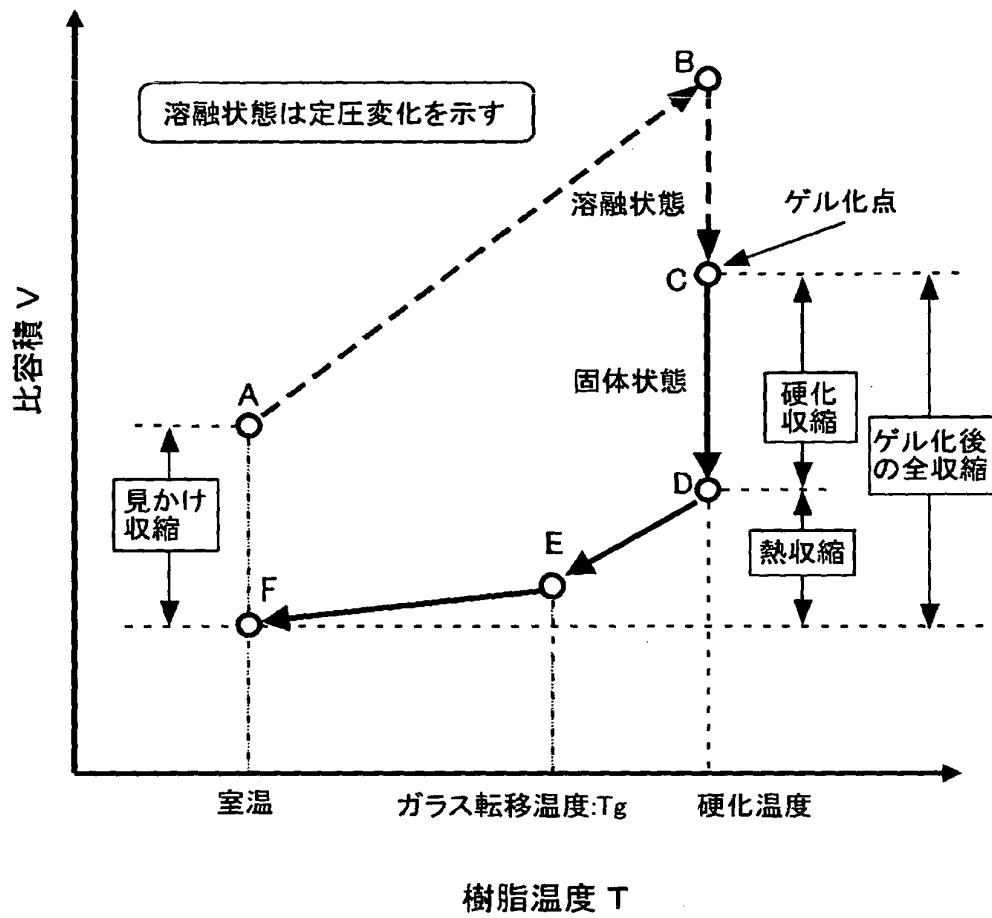 B
溶融状態は定圧変化を示す
溶融状態
ゲル化点
C
比容積 V
固体状態
A
硬化
収縮
ゲル化後
の全収縮
見かけ
収縮
D
E
熱収縮
F
室温
ガラス転移温度:Tg
硬化温度
樹脂温度 T